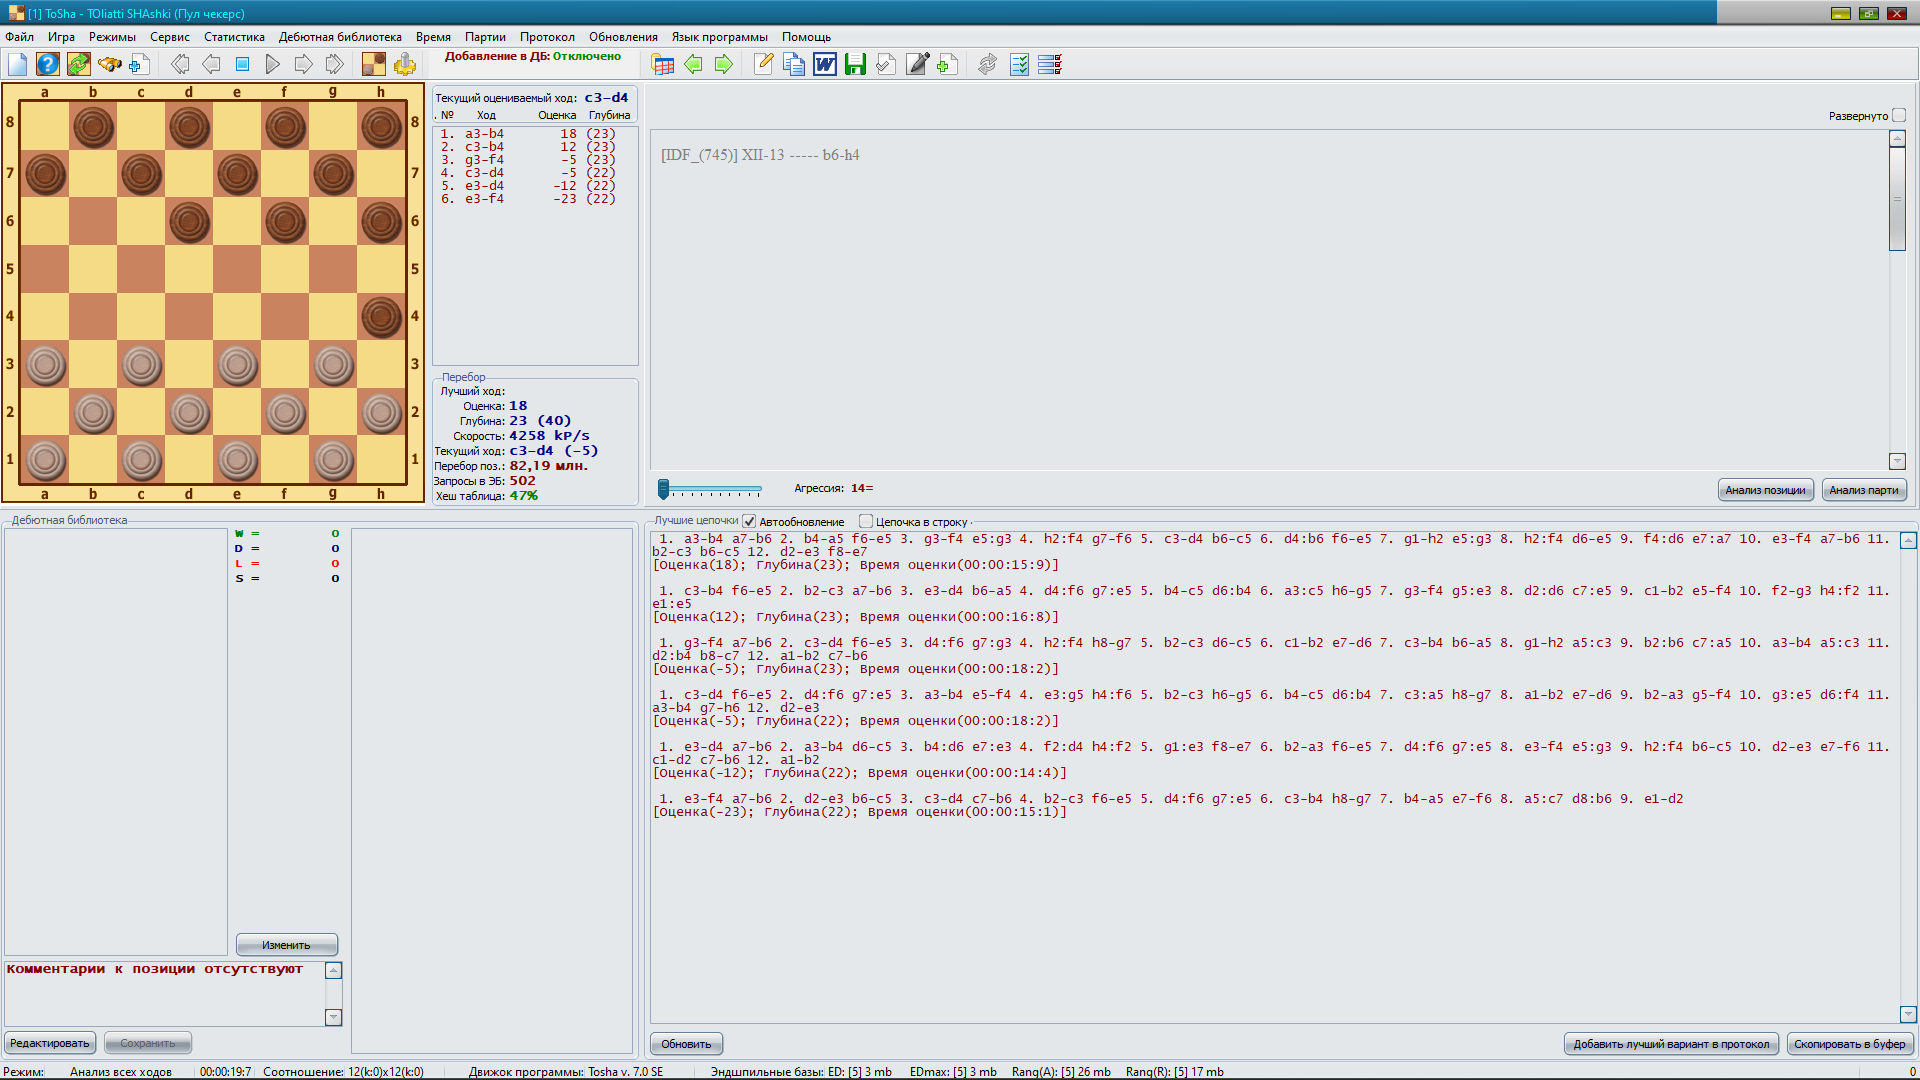 [1] ToSha - TOliatti SHAshki (Пул чекерс)
Файл Игра Режимы Сервис Статистика Дебютная библиотека Время Партии Протокол Обновления Язык программы Помощь
Добавление в ДБ: Отключено
a b c d e f g h
8 8
7 7
6 6
5 5
4 4
3 3
2 2
1 1
a b c d e f g h
Текущий оцениваемый ход: c3-d4
. № Ход Оценка Глубина
1. a3-b4 18 (23)
2. c3-b4 12 (23)
3. g3-f4 -5 (23)
4. c3-d4 -5 (22)
5. e3-d4 -12 (22)
6. e3-f4 -23 (22)
Перебор
Лучший ход:
Оценка: 18
Глубина: 23 (40)
Скорость: 4258 kP/s
Текущий ход: c3-d4 (-5)
Перебор поз.: 82,19 млн.
Запросы в ЭБ: 502
Хеш таблица: 47%
Развернуто
[IDF_(745)] XII-13 ----- b6-h4
Агрессия: 14=
Анализ позиции
Анализ парти
Дебютная библиотека
W = 0
D = 0
L = 0
S = 0
Изменить
Комментарии к позиции отсутствуют
Редактировать
Сохранить
Лучшие цепочки Автообновление Цепочка в строку
1. a3-b4 a7-b6 2. b4-a5 f6-e5 3. g3-f4 e5:g3 4. h2:f4 g7-f6 5. c3-d4 b6-c5 6. d4:b6 f6-e5 7. g1-h2 e5:g3 8. h2:f4 d6-e5 9. f4:d6 e7:a7 10. e3-f4 a7-b6 11.
b2-c3 b6-c5 12. d2-e3 f8-e7
[Оценка(18); Глубина(23); Время оценки(00:00:15:9)]
1. c3-b4 f6-e5 2. b2-c3 a7-b6 3. e3-d4 b6-a5 4. d4:f6 g7:e5 5. b4-c5 d6:b4 6. a3:c5 h6-g5 7. g3-f4 g5:e3 8. d2:d6 c7:e5 9. c1-b2 e5-f4 10. f2-g3 h4:f2 11.
e1:e5
[Оценка(12); Глубина(23); Время оценки(00:00:16:8)]
1. g3-f4 a7-b6 2. c3-d4 f6-e5 3. d4:f6 g7:g3 4. h2:f4 h8-g7 5. b2-c3 d6-c5 6. c1-b2 e7-d6 7. c3-b4 b6-a5 8. g1-h2 a5:c3 9. b2:b6 c7:a5 10. a3-b4 a5:c3 11.
d2:b4 b8-c7 12. a1-b2 c7-b6
[Оценка(-5); Глубина(23); Время оценки(00:00:18:2)]
1. c3-d4 f6-e5 2. d4:f6 g7:e5 3. a3-b4 e5-f4 4. e3:g5 h4:f6 5. b2-c3 h6-g5 6. b4-c5 d6:b4 7. c3:a5 h8-g7 8. a1-b2 e7-d6 9. b2-a3 g5-f4 10. g3:e5 d6:f4 11.
a3-b4 g7-h6 12. d2-e3
[Оценка(-5); Глубина(22); Время оценки(00:00:18:2)]
1. e3-d4 a7-b6 2. a3-b4 d6-c5 3. b4:d6 e7:e3 4. f2:d4 h4:f2 5. g1:e3 f8-e7 6. b2-a3 f6-e5 7. d4:f6 g7:e5 8. e3-f4 e5:g3 9. h2:f4 b6-c5 10. d2-e3 e7-f6 11.
c1-d2 c7-b6 12. a1-b2
[Оценка(-12); Глубина(22); Время оценки(00:00:14:4)]
1. e3-f4 a7-b6 2. d2-e3 b6-c5 3. c3-d4 c7-b6 4. b2-c3 f6-e5 5. d4:f6 g7:e5 6. c3-b4 h8-g7 7. b4-a5 e7-f6 8. a5:c7 d8:b6 9. e1-d2
[Оценка(-23); Глубина(22); Время оценки(00:00:15:1)]
Обновить
Добавить лучший вариант в протокол
Скопировать в буфер
Режим: Анализ всех ходов 00:00:19:7 Соотношение: 12(k:0)x12(k:0) Движок программы: Tosha v. 7.0 SE Эндшпильные базы: ED: [5] 3 mb EDmax: [5] 3 mb Rang(A): [5] 26 mb Rang(R): [5] 17 mb 0